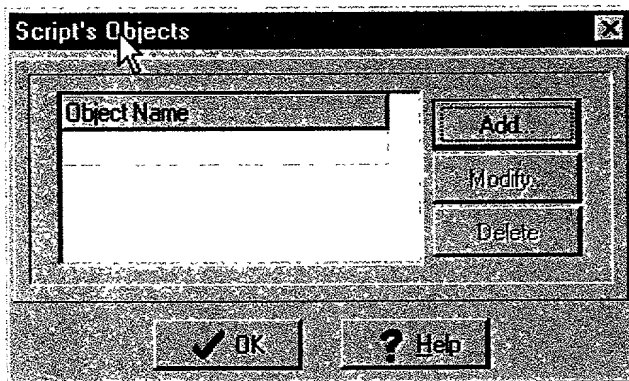 Script's Objects
Object Name
Add...
Modify...
Delete
OK
Help